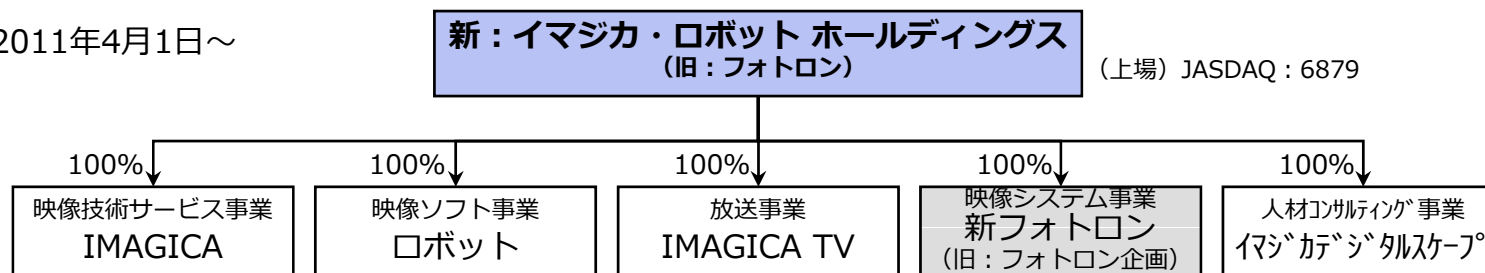 2011年4月1日～
新：イマジカ・ロボット ホールディングス
（旧：フォトロン）
（上場）JASDAQ：6879
100%
100%
100%
100%
100%
映像技術サービス事業
IMAGICA
映像ソフト事業
ロボット
放送事業
IMAGICA TV
映像システム事業
新フォトロン
（旧：フォトロン企画）
人材ｺﾝｻﾙﾃｨﾝｸﾞ事業
ｲﾏｼﾞｶﾃﾞｼﾞﾀﾙｽｹｰﾌﾟ